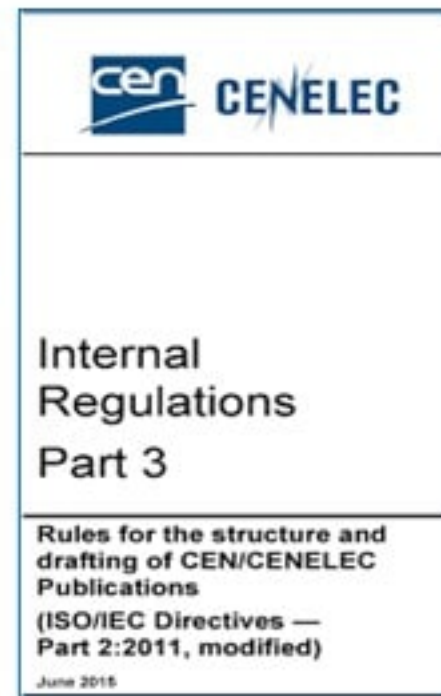 cen CENELEC
Internal
Regulations
Part 3
Rules for the structure and
drafting of CEN/CENELEC
Publications
(ISO/IEC Directives —
Part 2:2011, modified)
June 2015